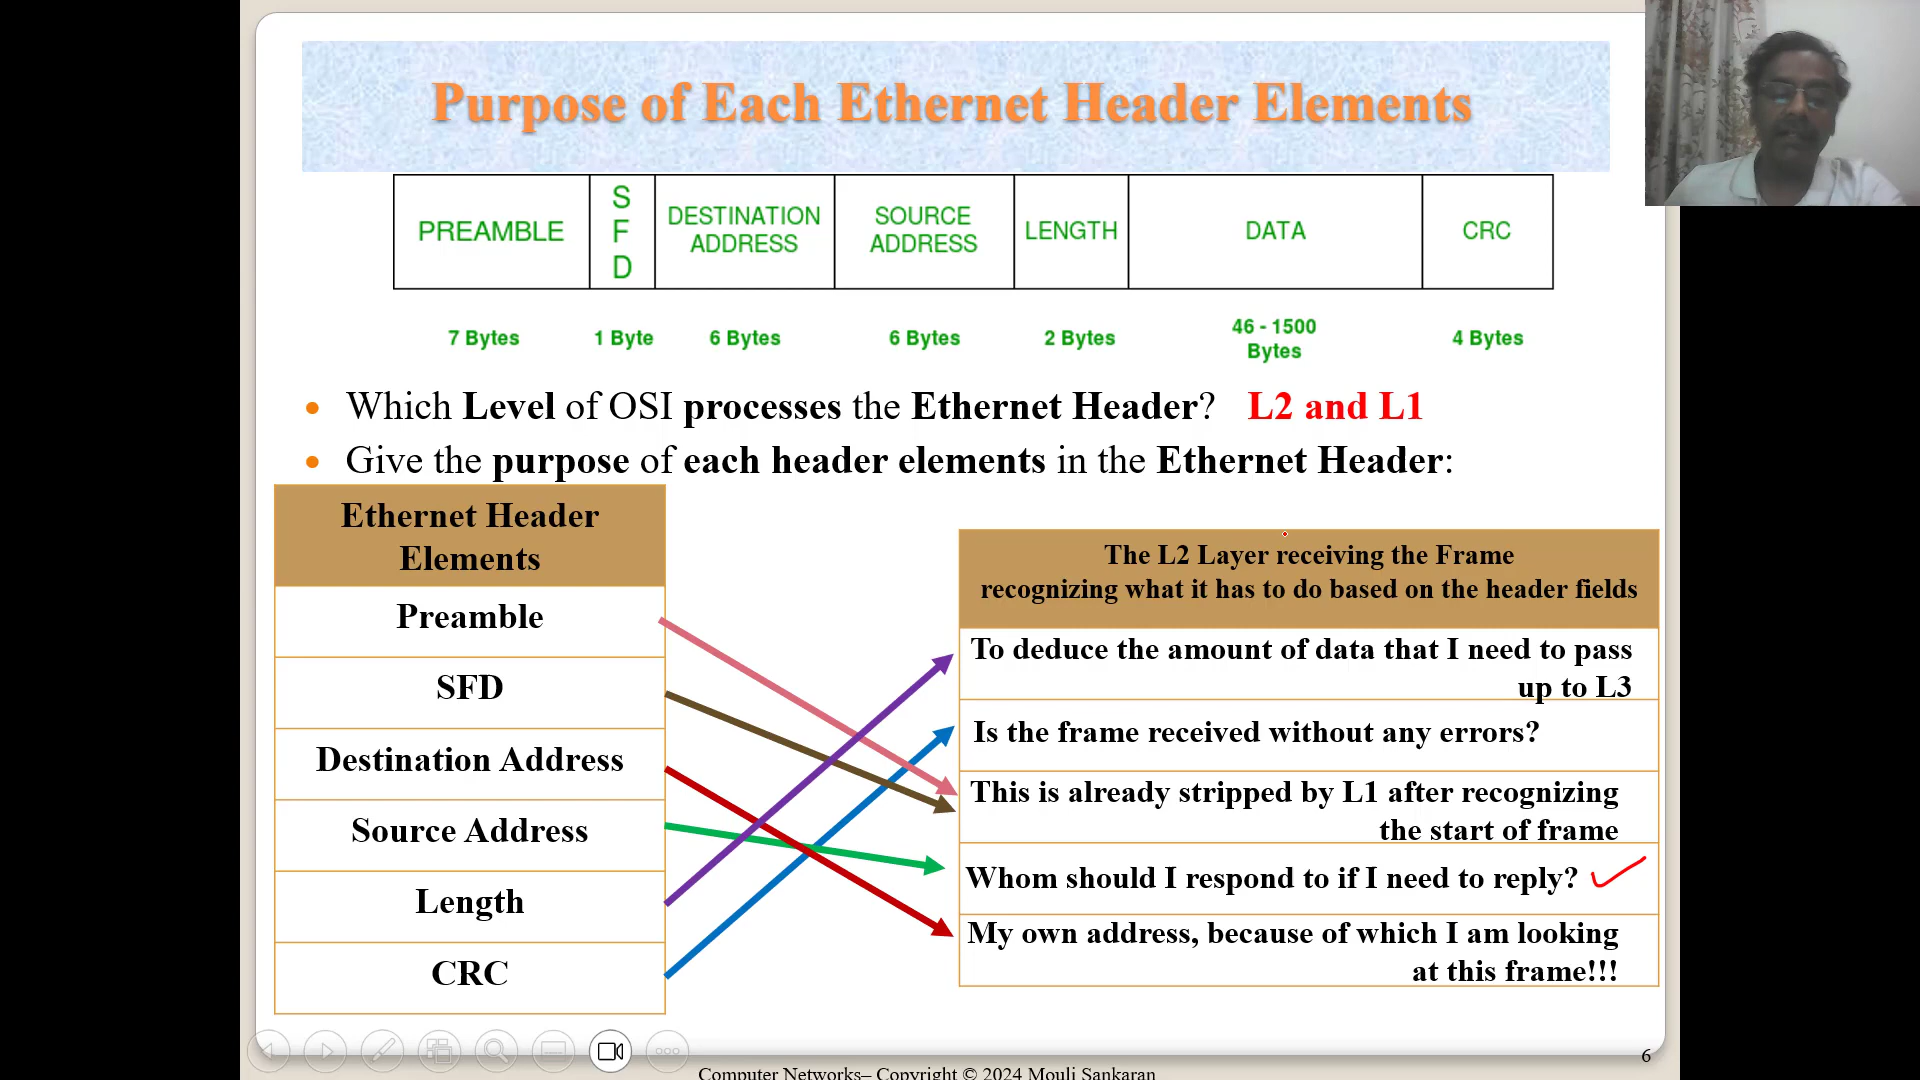 Purpose of Each Ethernet Header Elements
PREAMBLE
S
F
D
DESTINATION
ADDRESS
SOURCE
ADDRESS
LENGTH
DATA
CRC
7 Bytes
1 Byte
6 Bytes
6 Bytes
2 Bytes
46 - 1500
Bytes
4 Bytes
Which Level of OSI processes the Ethernet Header? L2 and L1
Give the purpose of each header elements in the Ethernet Header:
Ethernet Header
Elements
Preamble
SFD
Destination Address
Source Address
Length
CRC
The L2 Layer receiving the Frame
recognizing what it has to do based on the header fields
To deduce the amount of data that I need to pass
up to L3
Is the frame received without any errors?
This is already stripped by L1 after recognizing
the start of frame
Whom should I respond to if I need to reply?
My own address, because of which I am looking
at this frame!!!
6
Computer Networks– Copyright © 2024 Mouli Sankaran